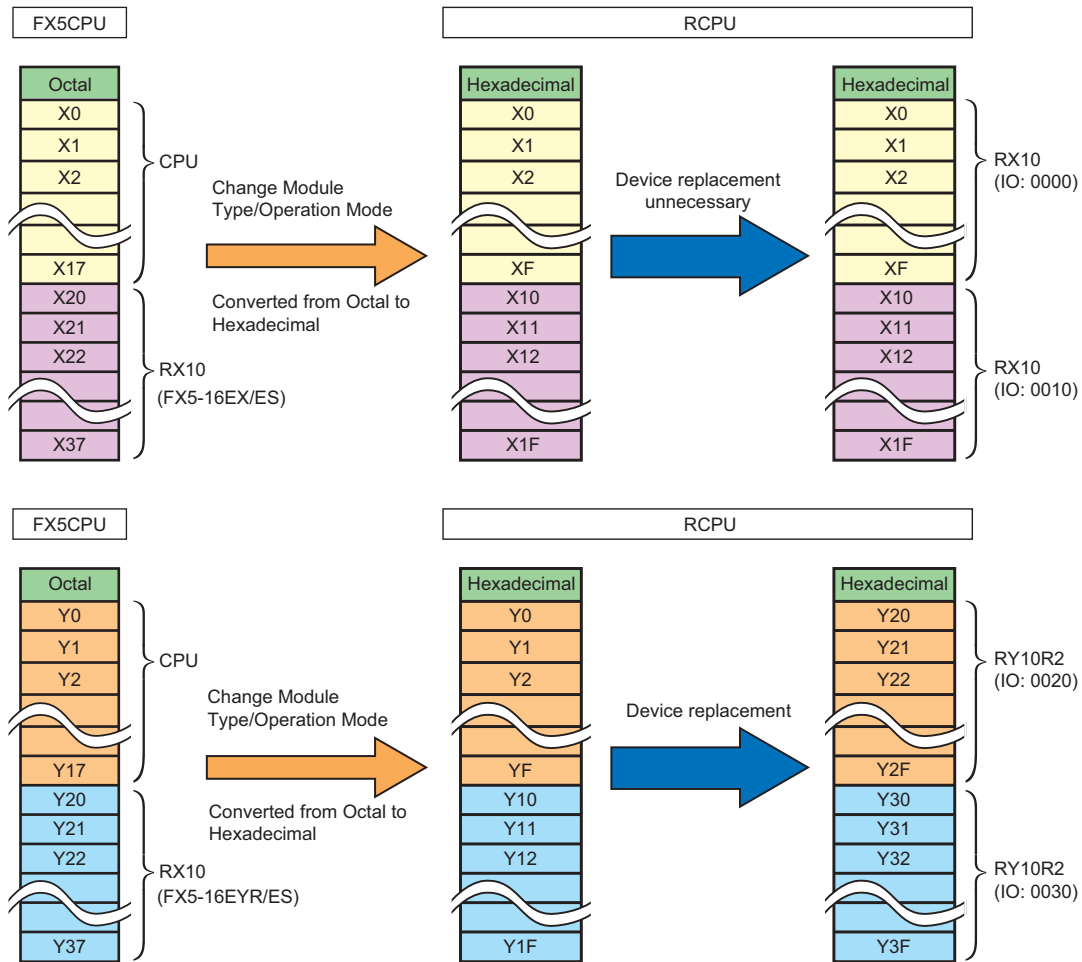 FX5CPU
RCPU
Octal
X0
X1
X2
X17
X20
X21
X22
X37
CPU
RX10
(FX5-16EX/ES)
Change Module
Type/Operation Mode
Converted from Octal to
Hexadecimal
Hexadecimal
X0
X1
X2
XF
X10
X11
X12
X1F
Device replacement
unnecessary
Hexadecimal
X0
X1
X2
XF
X10
X11
X12
X1F
RX10
(IO: 0000)
RX10
(IO: 0010)
FX5CPU
RCPU
Octal
Y0
Y1
Y2
Y17
Y20
Y21
Y22
Y37
CPU
RX10
(FX5-16EYR/ES)
Change Module
Type/Operation Mode
Converted from Octal to
Hexadecimal
Hexadecimal
Y0
Y1
Y2
YF
Y10
Y11
Y12
Y1F
Device replacement
Hexadecimal
Y20
Y21
Y22
Y2F
Y30
Y31
Y32
Y3F
RY10R2
(IO: 0020)
RY10R2
(IO: 0030)